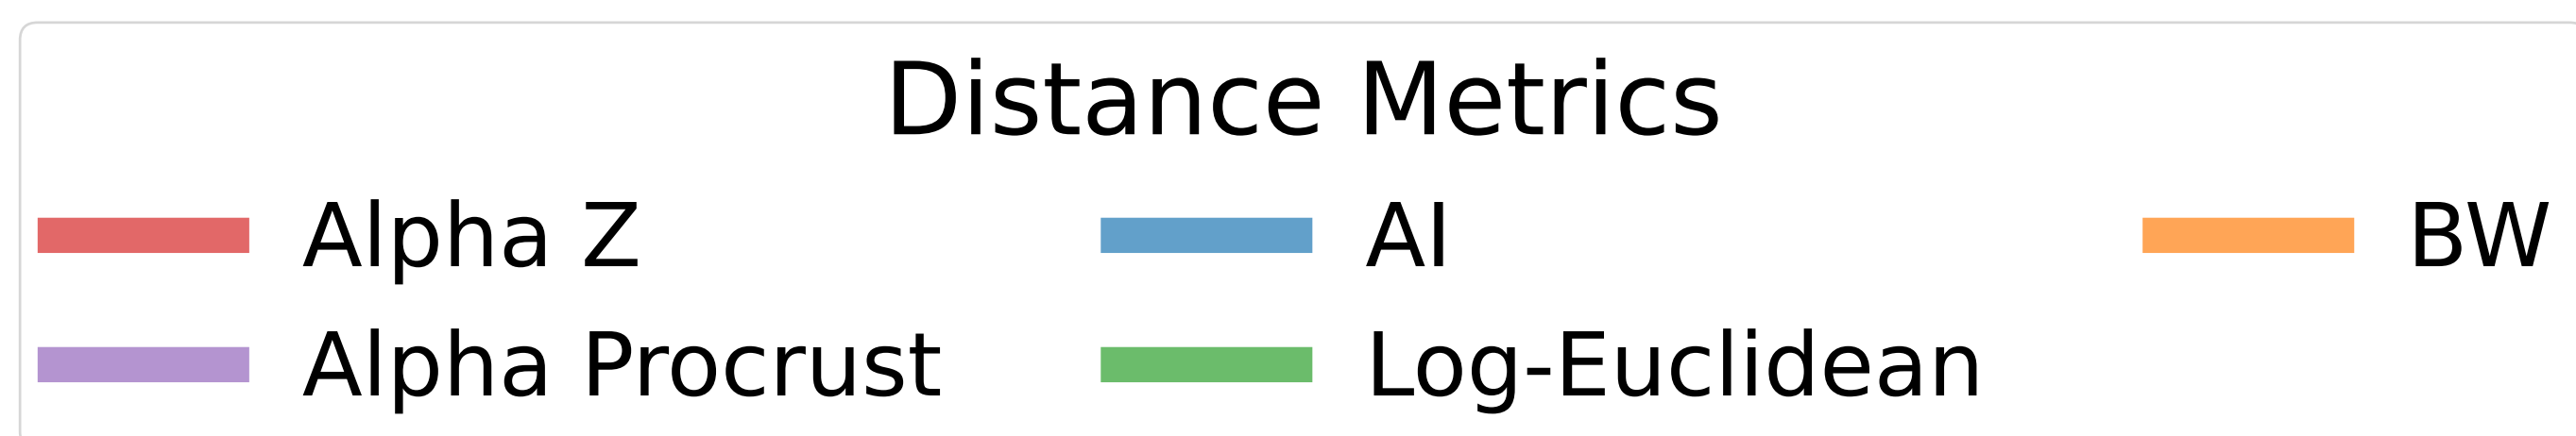 Distance Metrics
Alpha Z AI BW
Alpha Procrust Log-Euclidean